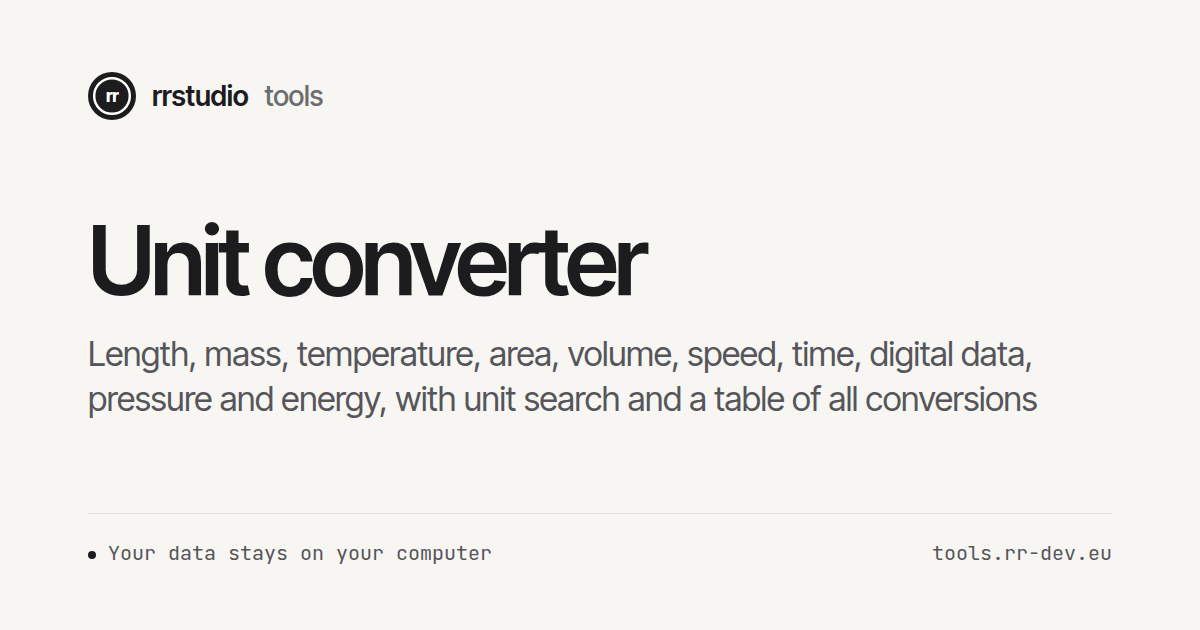 rr rrstudio tools
Unit converter
Length, mass, temperature, area, volume, speed, time, digital data,
pressure and energy, with unit search and a table of all conversions
Your data stays on your computer
tools.rr-dev.eu